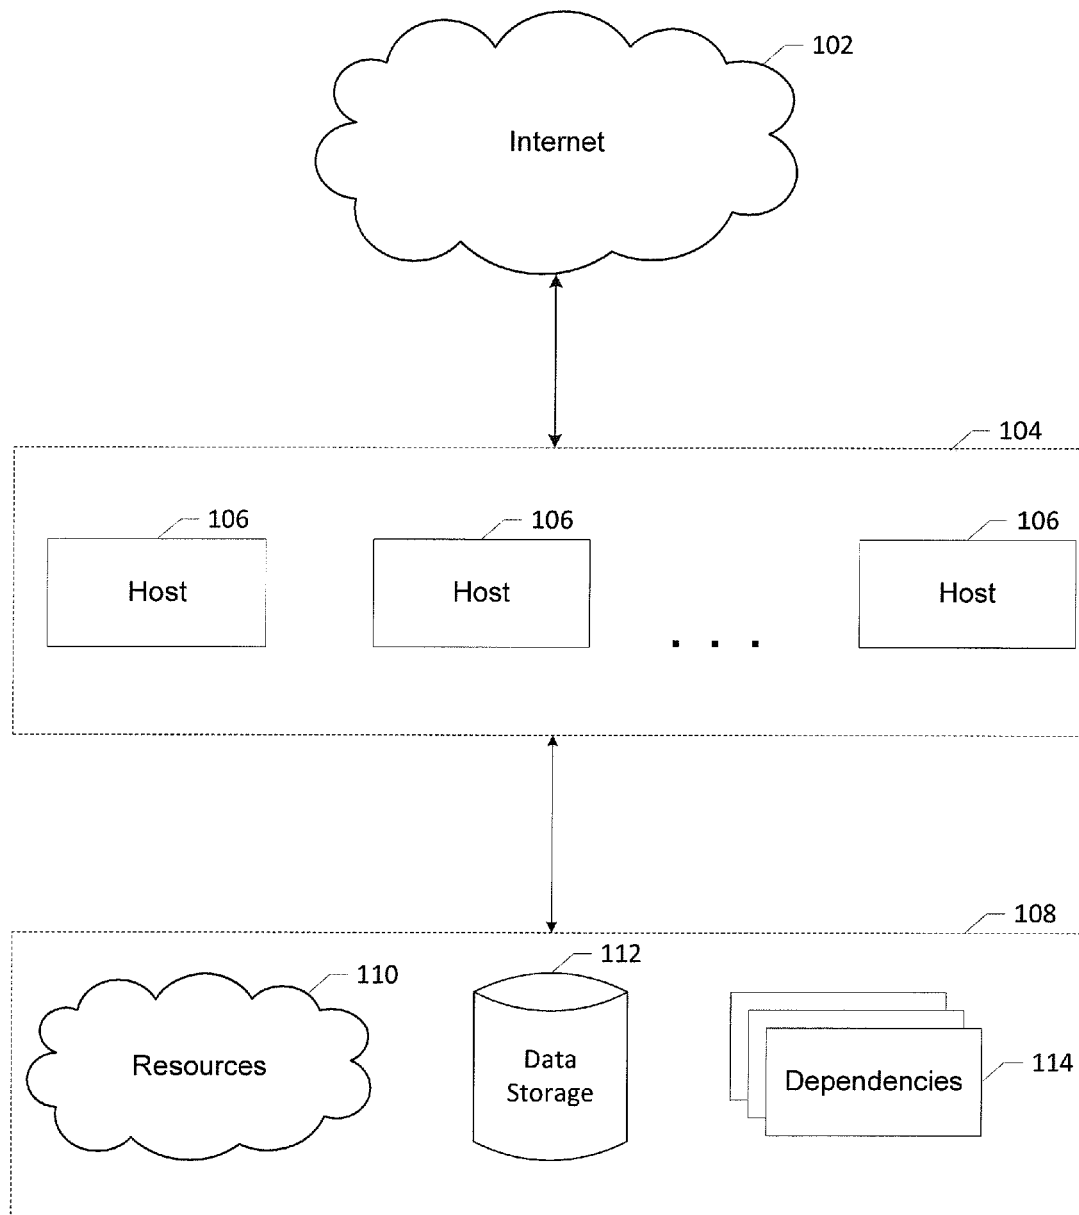 102
Internet
104
106
106
106
Host
Host
. . .
Host
108
110
112
Resources
Data
Storage
Dependencies
114